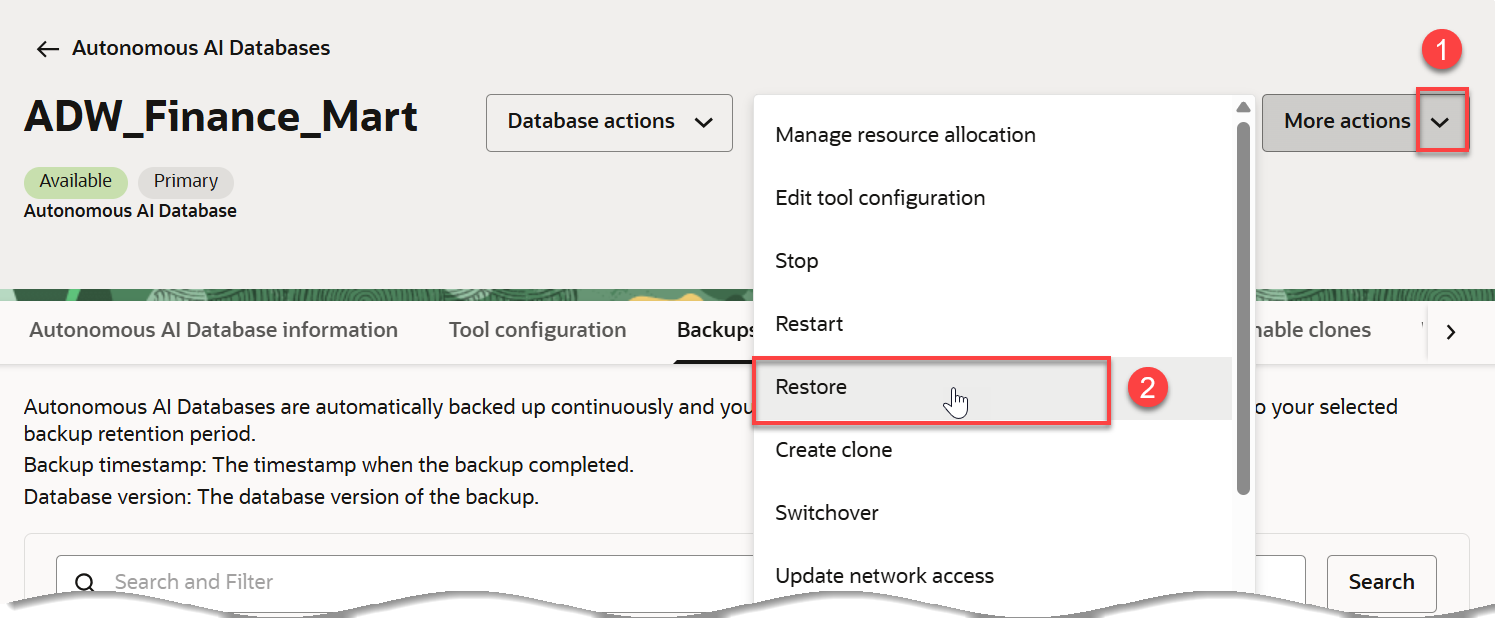 Autonomous AI Databases
1
ADW_Finance_Mart
Database actions
More actions
Available
Primary
Autonomous AI Database
Manage resource allocation
Edit tool configuration
Stop
Restart
Restore
2
Create clone
Switchover
Update network access
Autonomous AI Database information
Tool configuration
Backups
nable clones
Autonomous AI Databases are automatically backed up continuously and you
o your selected
backup retention period.
Backup timestamp: The timestamp when the backup completed.
Database version: The database version of the backup.
Search and Filter
Search